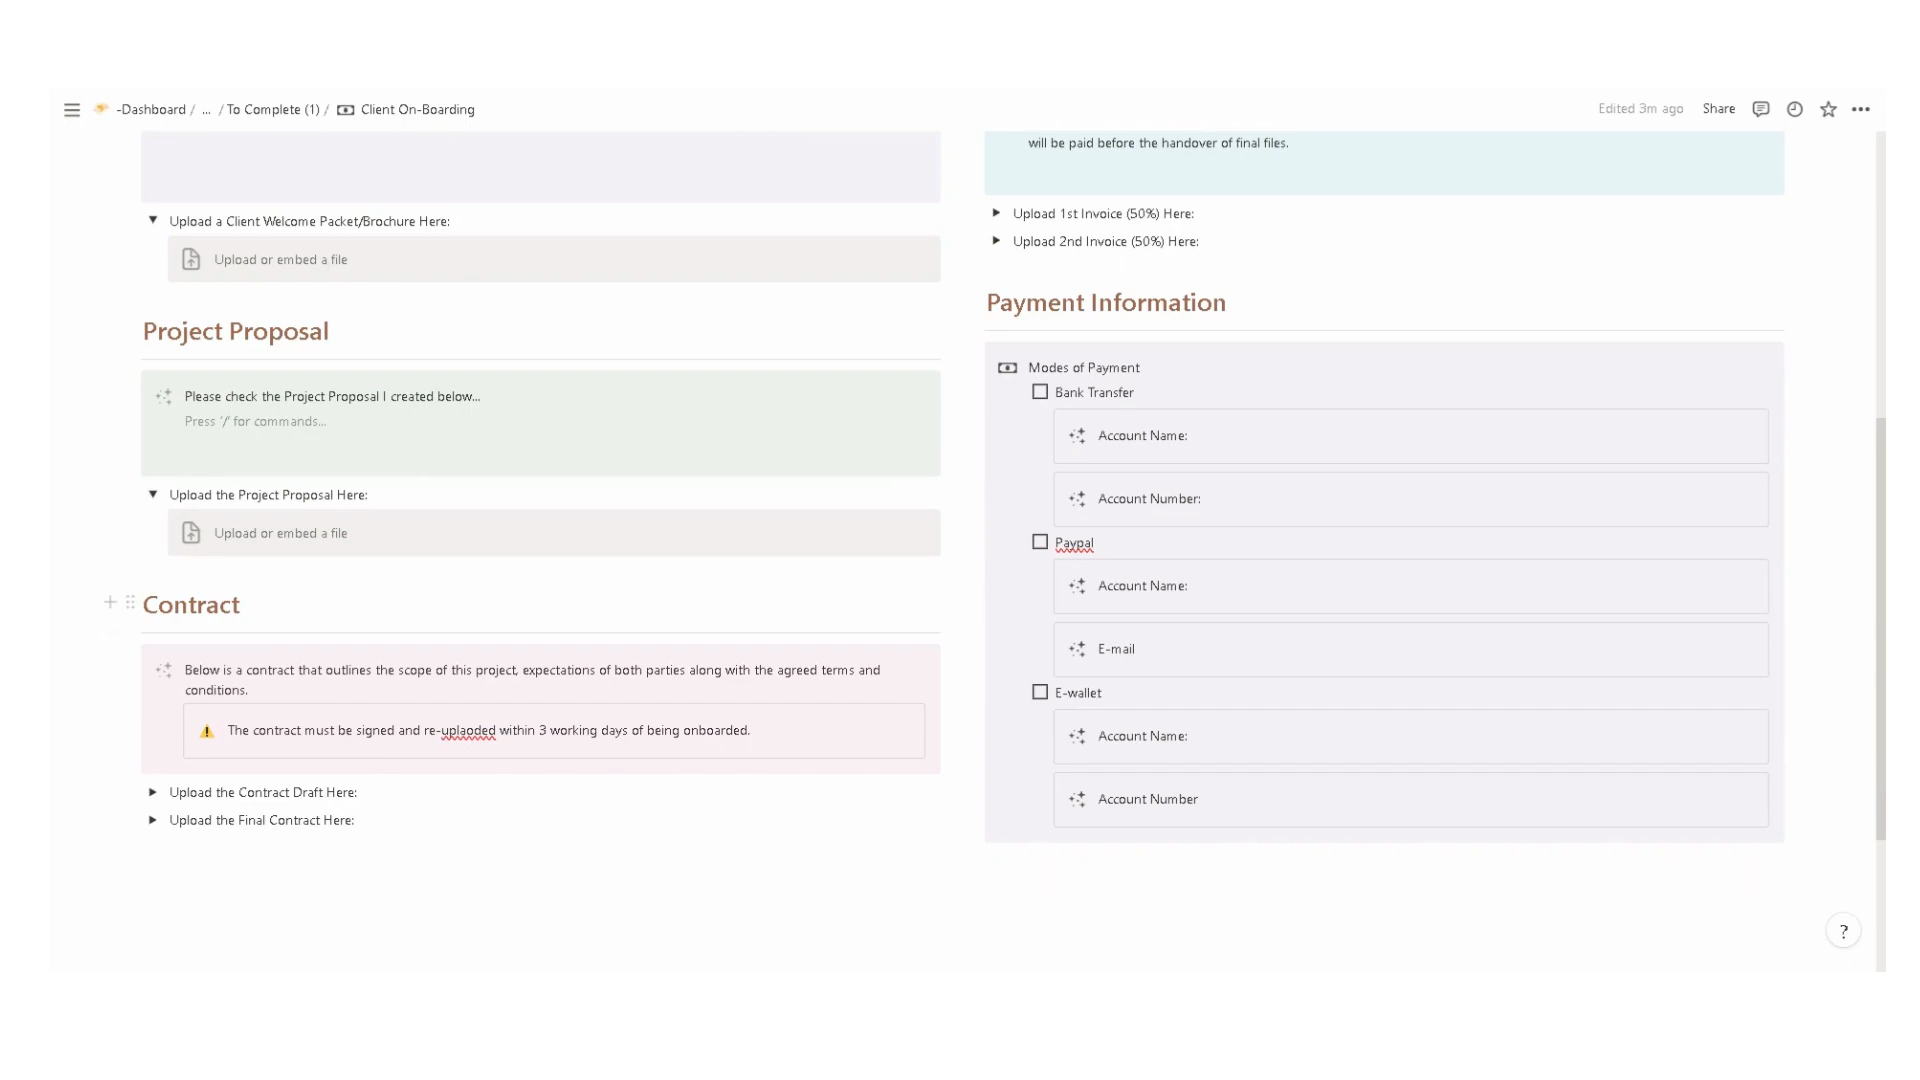 -Dashboard / ... / To Complete (1) / Client On-Boarding
Edited 3m ago Share
Upload a Client Welcome Packet/Brochure Here:
Upload or embed a file
Project Proposal
Please check the Project Proposal I created below...
Press '/' for commands...
Upload the Project Proposal Here:
Upload or embed a file
Contract
Below is a contract that outlines the scope of this project, expectations of both parties along with the agreed terms and
conditions.
The contract must be signed and re-uplaoded within 3 working days of being onboarded.
Upload the Contract Draft Here:
Upload the Final Contract Here:
will be paid before the handover of final files.
Upload 1st Invoice (50%) Here:
Upload 2nd Invoice (50%) Here:
Payment Information
Modes of Payment
Bank Transfer
Account Name:
Account Number:
Paypal
Account Name:
E-mail
E-wallet
Account Name:
Account Number
?